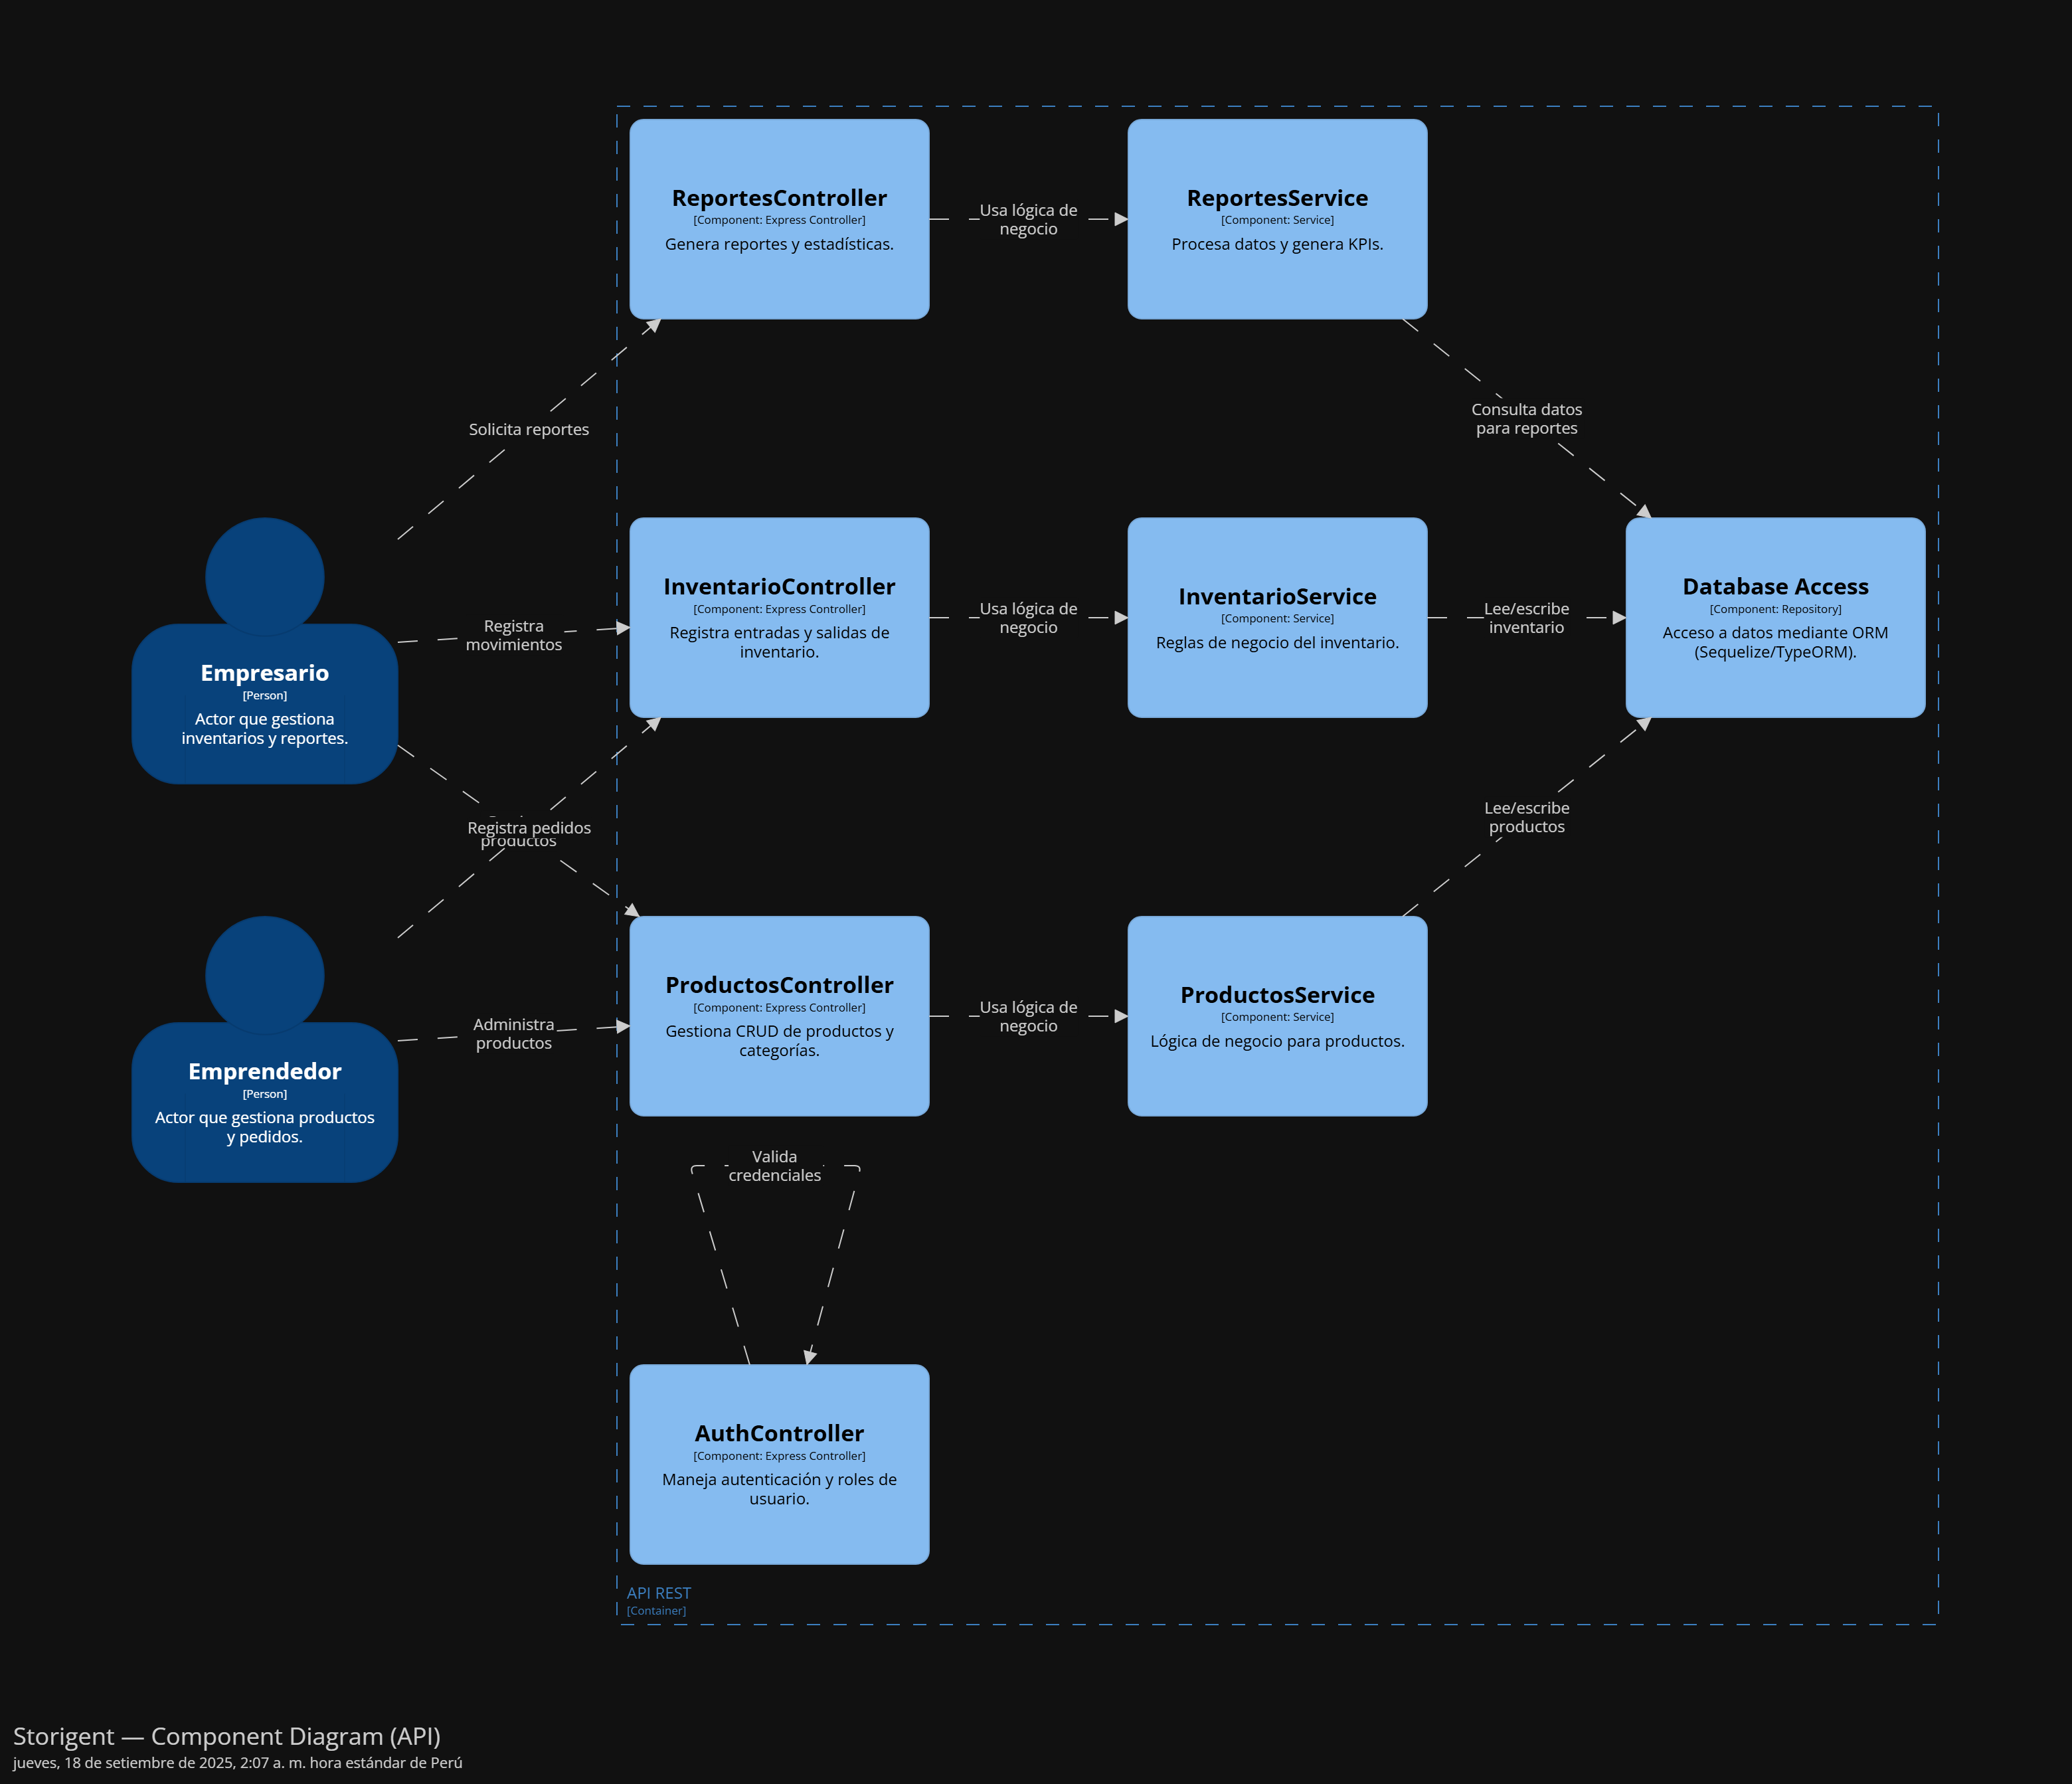 ReportesController
[Component: Express Controller]
Genera reportes y estadísticas.
Usa lógica de
negocio
ReportesService
[Component: Service]
Procesa datos y genera KPIs.
Solicita reportes
Consulta datos
para reportes
Empresario
[Person]
Actor que gestiona
inventarios y reportes.
Registra
movimientos
InventarioController
[Component: Express Controller]
Registra entradas y salidas de
inventario.
Usa lógica de
negocio
InventarioService
[Component: Service]
Reglas de negocio del inventario.
Lee/escribe
inventario
Database Access
[Component: Repository]
Acceso a datos mediante ORM
(Sequelize/TypeORM).
Registra pedidos
productos
Lee/escribe
productos
Emprendedor
[Person]
Actor que gestiona productos
y pedidos.
Administra
productos
ProductosController
[Component: Express Controller]
Gestiona CRUD de productos y
categorías.
Usa lógica de
negocio
ProductosService
[Component: Service]
Lógica de negocio para productos.
Valida
credenciales
AuthController
[Component: Express Controller]
Maneja autenticación y roles de
usuario.
API REST
[Container]
Storigent — Component Diagram (API)
jueves, 18 de setiembre de 2025, 2:07 a. m. hora estándar de Perú